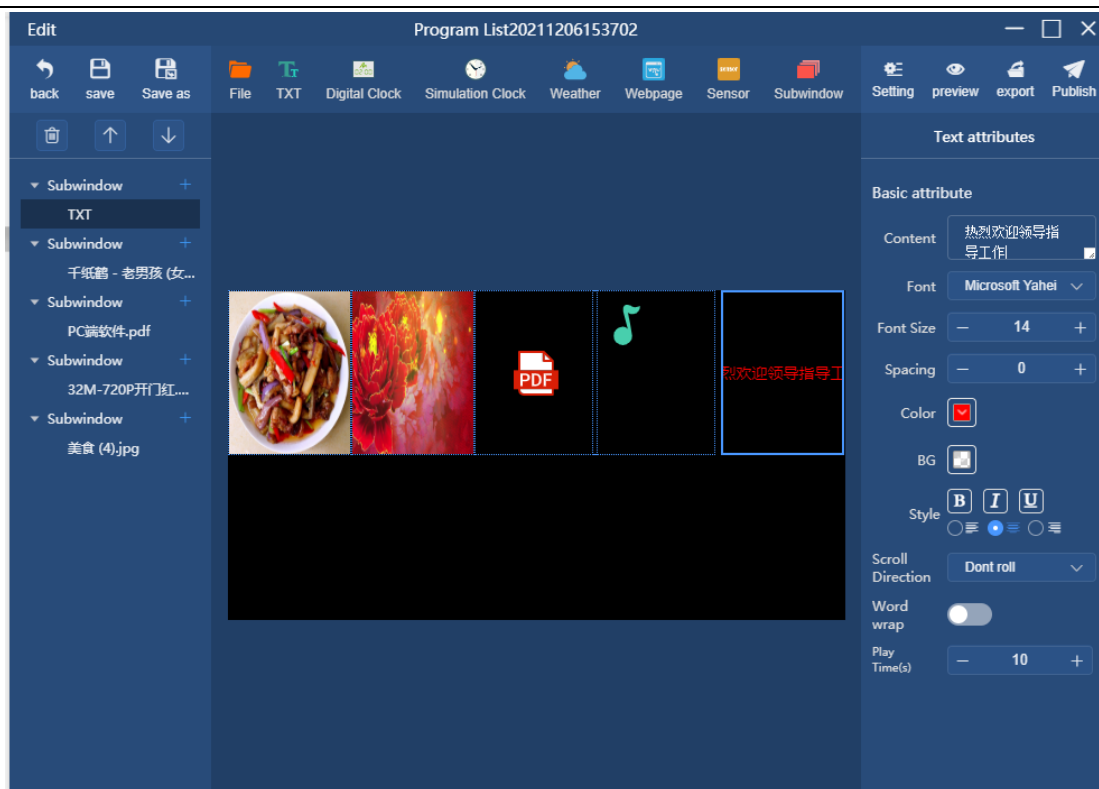 Edit
Program List20211206153702
back
save
Save as
File
TXT
Digital Clock
Simulation Clock
Weather
Webpage
Sensor
Subwindow
Setting
preview
export
Publish
Subwindow
TXT
Subwindow
千纸鹤 - 老男孩 (女...
Subwindow
PC端软件.pdf
Subwindow
32M-720P开门红....
Subwindow
美食 (4).jpg
PDF
烈欢迎领导指导工
Text attributes
Basic attribute
Content
热烈欢迎领导指
导工作
Font
Microsoft Yahei
Font Size
14
Spacing
0
Color
BG
Style
B
I
U
Scroll
Direction
Dont roll
Word
wrap
Play
Time(s)
10